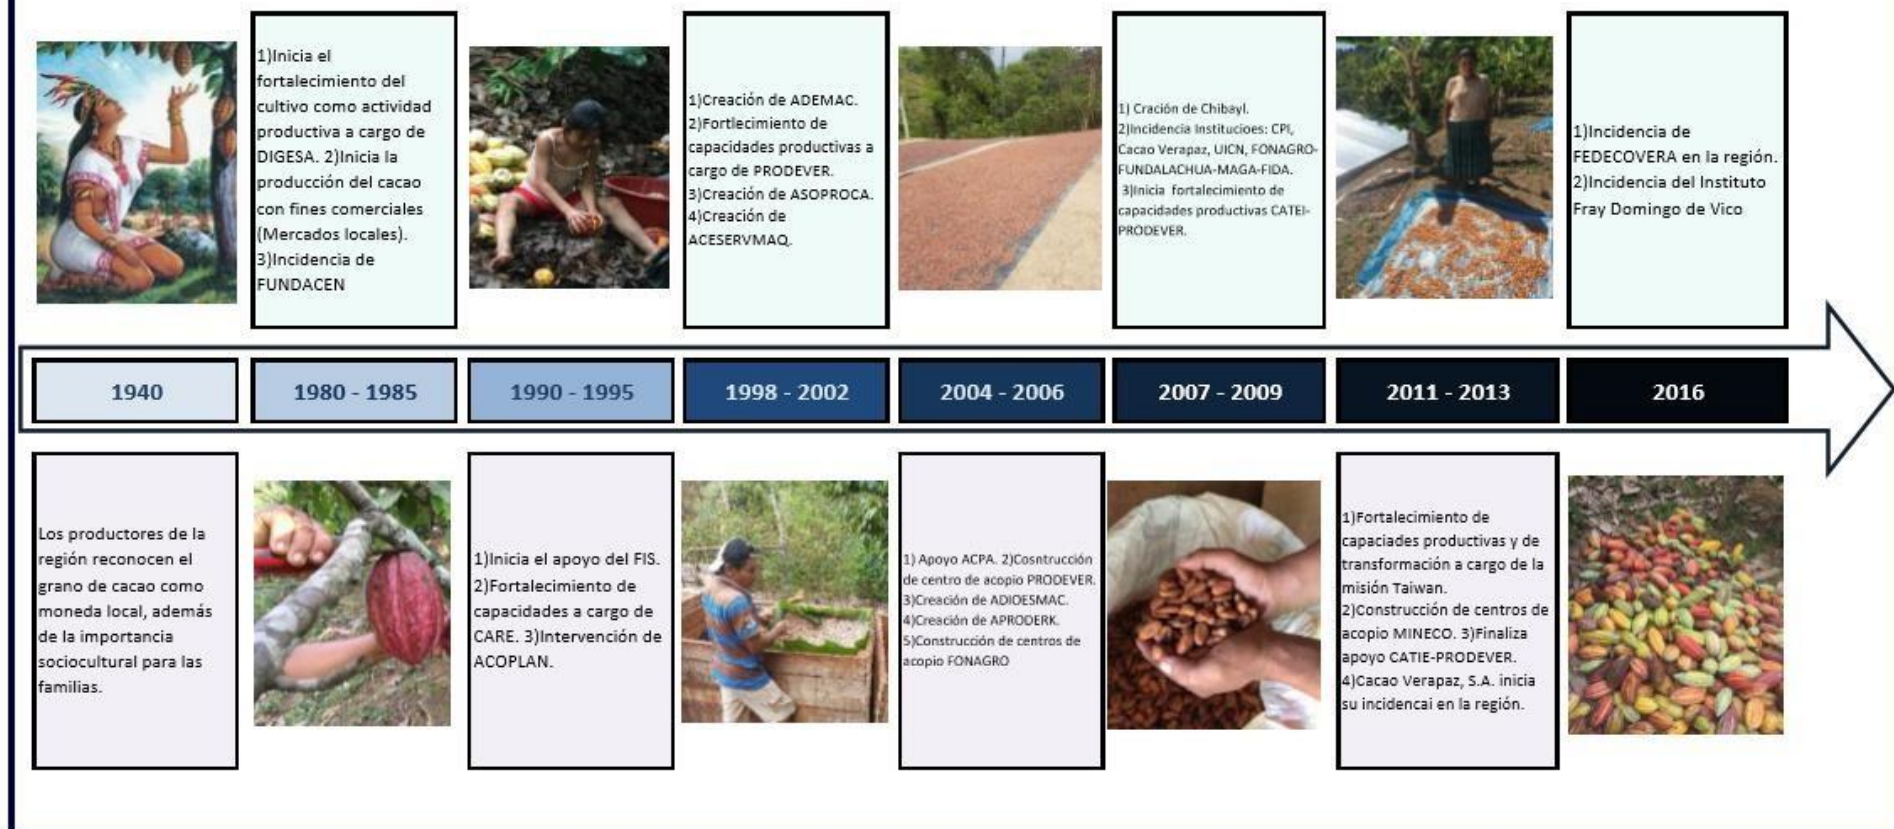 1)Inicia el
fortalecimiento del
cultivo como actividad
productiva a cargo de
DIGESA. 2)Inicia la
producción del cacao
con fines comerciales
(Mercados locales).
3)Incidencia de
FUNDACEN
1)Creación de ADEMAC.
2)Fortlecimiento de
capacidades productivas a
cargo de PRODEVER.
3)Creación de ASOPROCA.
4)Creación de
ACESERVMAQ.
1) Cración de Chibayl.
2)Incidencia Institucioes: CPI,
Cacao Verapaz, UICN, FONAGRO-
FUNDALACHUA-MAGA-FIDA.
3)Inicia fortalecimiento de
capacidades productivas CATEI-
PRODEVER.
1)Incidencia de
FEDECOVERA en la región.
2)Incidencia del Instituto
Fray Domingo de Vico
1940
1980 - 1985
1990 - 1995
1998 - 2002
2004 - 2006
2007 - 2009
2011 - 2013
2016
Los productores de la
región reconocen el
grano de cacao como
moneda local, además
de la importancia
sociocultural para las
familias.
1)Inicia el apoyo del FIS.
2)Fortalecimiento de
capacidades a cargo de
CARE. 3)Intervención de
ACOPLAN.
1) Apoyo ACPA. 2)Cosntrucción
de centro de acopio PRODEVER.
3)Creación de ADIOESMAC.
4)Creación de APRODERK.
5)Construcción de centros de
acopio FONAGRO
1)Fortalecimiento de
capaciades productivas y de
transformación a cargo de la
misión Taiwan.
2)Construcción de centros de
acopio MINECO. 3)Finaliza
apoyo CATIE-PRODEVER.
4)Cacao Verapaz, S.A. inicia
su incidencai en la región.